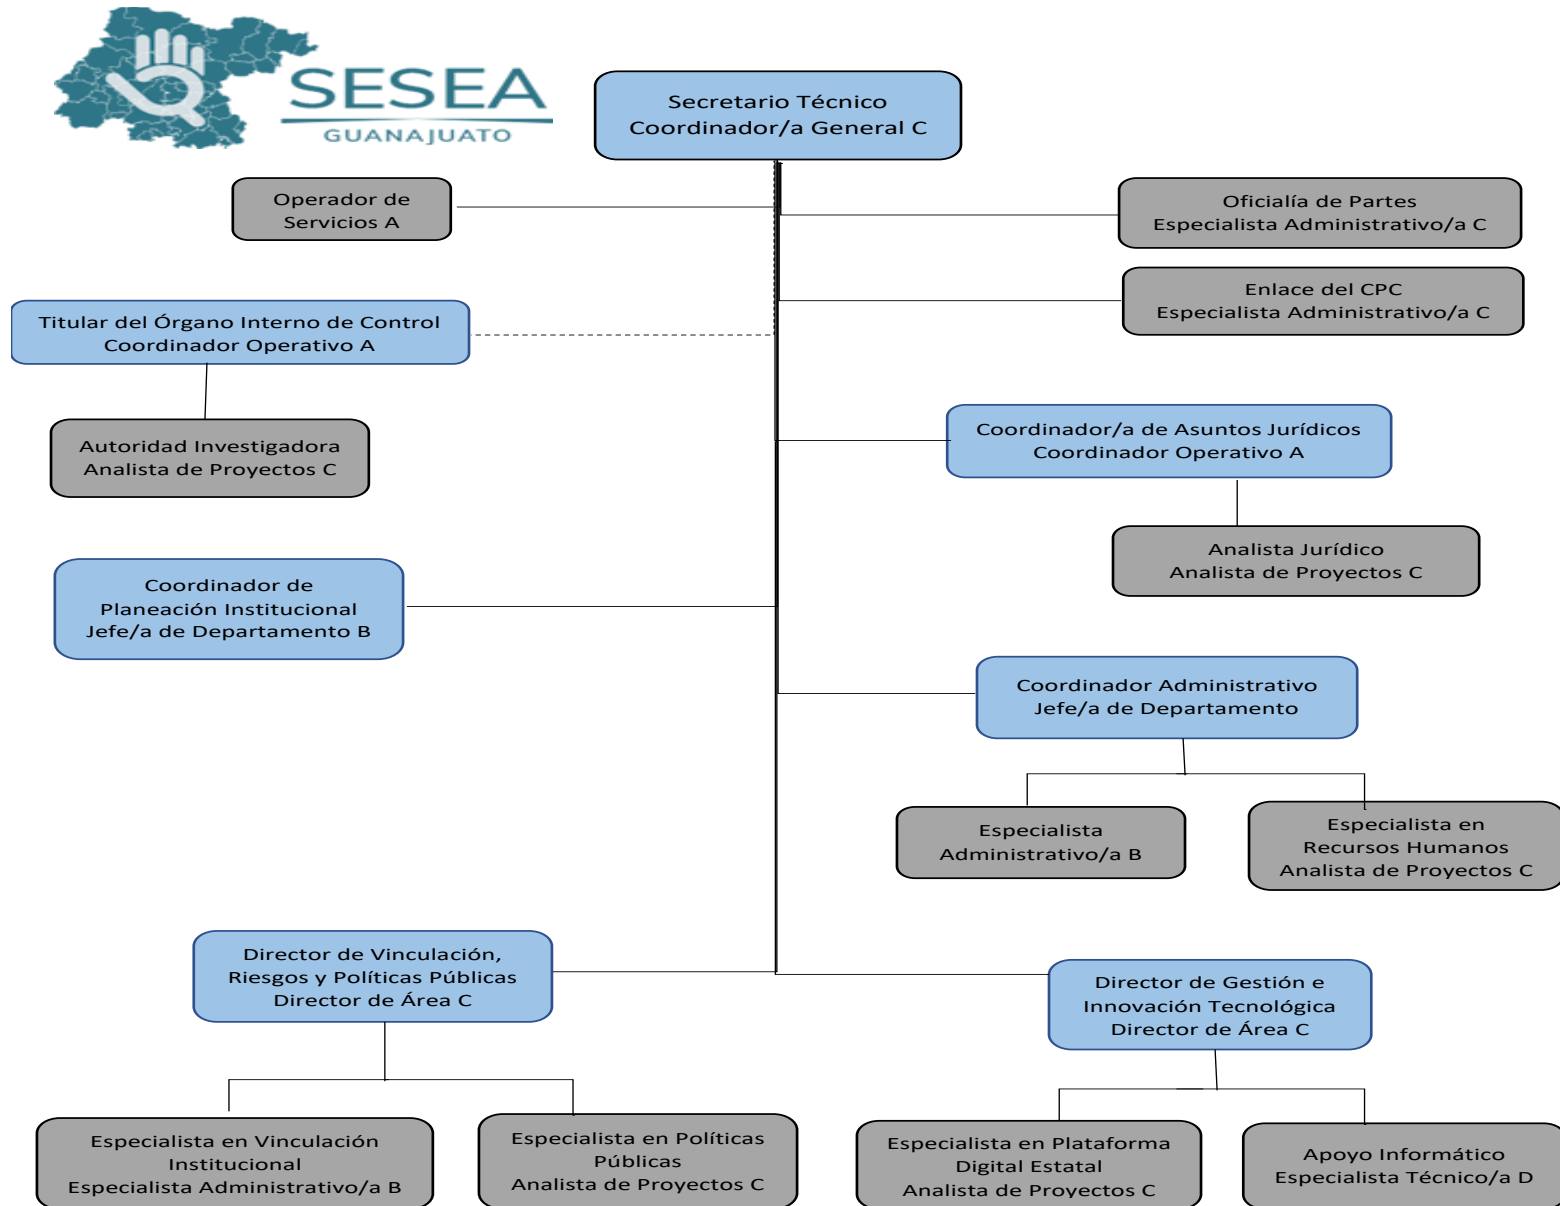 SESEA
GUANAJUATO
Secretario Técnico
Coordinador/a General C
Operador de
Servicios A
Oficialía de Partes
Especialista Administrativo/a C
Enlace del CPC
Especialista Administrativo/a C
Titular del Órgano Interno de Control
Coordinador Operativo A
Autoridad Investigadora
Analista de Proyectos C
Coordinador/a de Asuntos Jurídicos
Coordinador Operativo A
Analista Jurídico
Analista de Proyectos C
Coordinador de
Planeación Institucional
Jefe/a de Departamento B
Coordinador Administrativo
Jefe/a de Departamento
Especialista
Administrativo/a B
Especialista en
Recursos Humanos
Analista de Proyectos C
Director de Vinculación,
Riesgos y Políticas Públicas
Director de Área C
Director de Gestión e
Innovación Tecnológica
Director de Área C
Especialista en Vinculación
Institucional
Especialista Administrativo/a B
Especialista en Políticas
Públicas
Analista de Proyectos C
Especialista en Plataforma
Digital Estatal
Analista de Proyectos C
Apoyo Informático
Especialista Técnico/a D